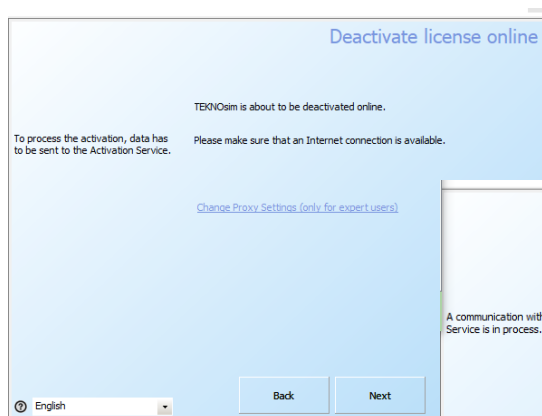 Deactivate license online
TEKNOsim is about to be deactivated online.
To process the activation, data has
to be sent to the Activation Service.
Please make sure that an Internet connection is available.
Change Proxy Settings (only for expert users)
A communication with
Service is in process.
Back
Next
English